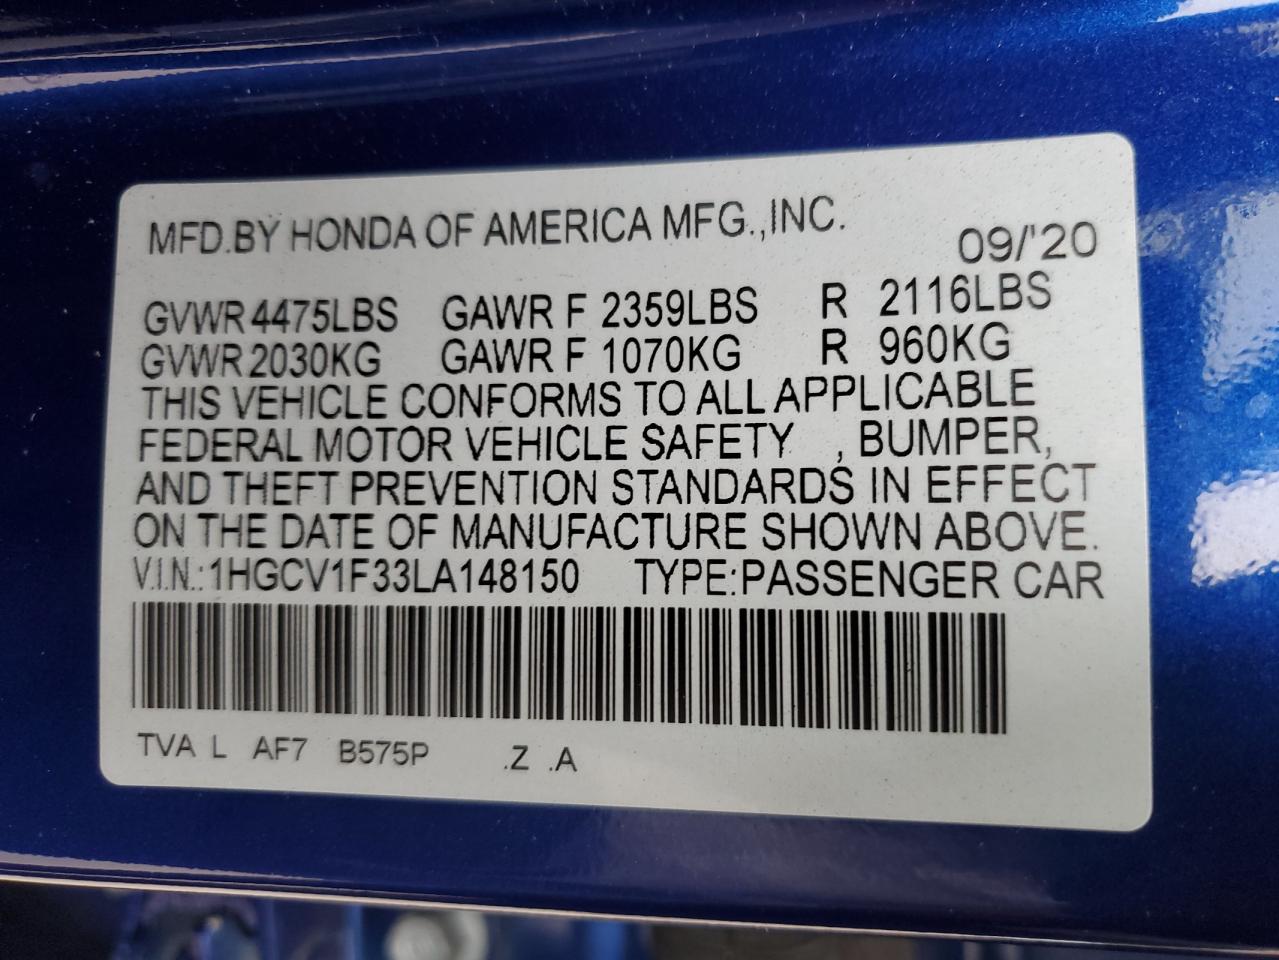 MFD.BY HONDA OF AMERICA MFG.,INC. 09/'20
GVWR 4475LBS GAWR F 2359LBS R 2116LBS
GVWR 2030KG GAWR F 1070KG R 960KG
THIS VEHICLE CONFORMS TO ALL APPLICABLE
FEDERAL MOTOR VEHICLE SAFETY , BUMPER,
AND THEFT PREVENTION STANDARDS IN EFFECT
ON THE DATE OF MANUFACTURE SHOWN ABOVE.
V.I.N.:1HGCV1F33LA148150 TYPE:PASSENGER CAR
TVA L AF7 B575P .Z .A